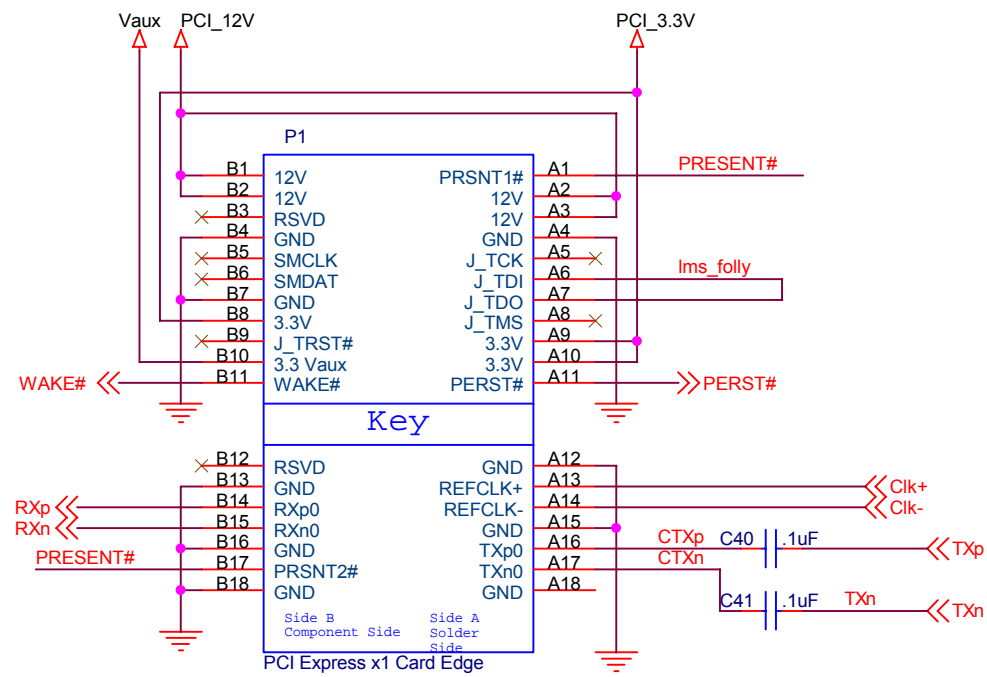 Vaux PCI_12V PCI_3.3V
P1
B1 12V PRSNT1# A1 PRESENT#
B2 12V 12V A2
B3 RSVD 12V A3
B4 GND GND A4
B5 SMCLK J_TCK A5
B6 SMDAT J_TDI A6 lms_folly
B7 GND J_TDO A7
B8 3.3V J_TMS A8
B9 J_TRST# 3.3V A9
B10 3.3 Vaux 3.3V A10
WAKE# B11 WAKE# PERST# A11 PERST#
Key
B12 RSVD GND A12
B13 GND REFCLK+ A13 Clk+
RXp B14 RXp0 REFCLK- A14 Clk-
RXn B15 RXn0 GND A15
B16 GND TXp0 A16 CTXp C40 .1uF TXp
PRESENT# B17 PRSNT2# TXn0 A17 CTXn
B18 GND GND A18 C41 .1uF TXn TXn
Side B Side A
Component Side Solder
Side
PCI Express x1 Card Edge